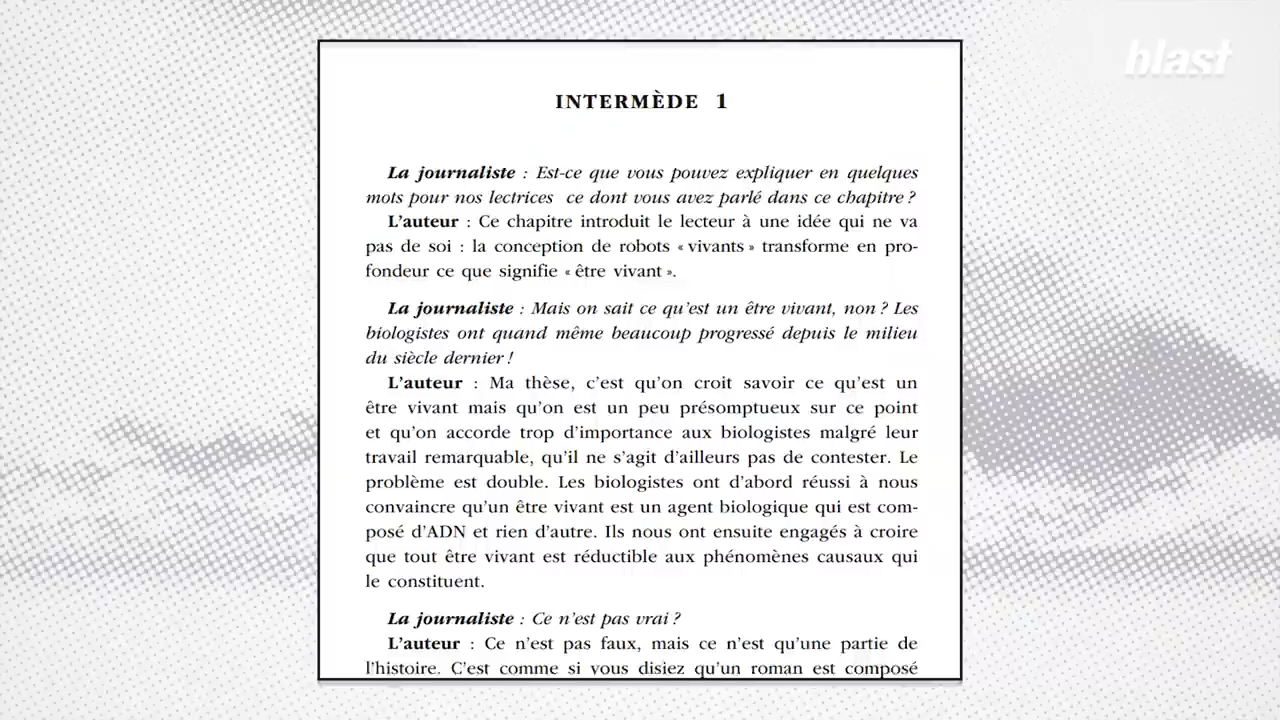 blast
INTERMÈDE 1
La journaliste : Est-ce que vous pouvez expliquer en quelques
mots pour nos lectrices ce dont vous avez parlé dans ce chapitre ?
L'auteur : Ce chapitre introduit le lecteur à une idée qui ne va
pas de soi : la conception de robots « vivants » transforme en pro-
fondeur ce que signifie « être vivant ».
La journaliste : Mais on sait ce qu'est un être vivant, non ? Les
biologistes ont quand même beaucoup progressé depuis le milieu
du siècle dernier !
L'auteur : Ma thèse, c'est qu'on croit savoir ce qu'est un
être vivant mais qu'on est un peu présomptueux sur ce point
et qu'on accorde trop d'importance aux biologistes malgré leur
travail remarquable, qu'il ne s'agit d'ailleurs pas de contester. Le
problème est double. Les biologistes ont d'abord réussi à nous
convaincre qu'un être vivant est un agent biologique qui est com-
posé d'ADN et rien d'autre. Ils nous ont ensuite engagés à croire
que tout être vivant est réductible aux phénomènes causaux qui
le constituent.
La journaliste : Ce n'est pas vrai ?
L'auteur : Ce n'est pas faux, mais ce n'est qu'une partie de
l'histoire. C'est comme si vous disiez qu'un roman est composé